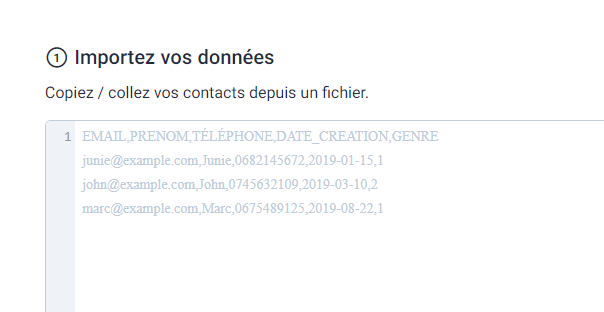 1 Importez vos données
Copiez / collez vos contacts depuis un fichier.
1 EMAIL,PRENOM,TÉLÉPHONE,DATE_CREATION,GENRE
junie@example.com,Junie,0682145672,2019-01-15,1
john@example.com,John,0745632109,2019-03-10,2
marc@example.com,Marc,0675489125,2019-08-22,1